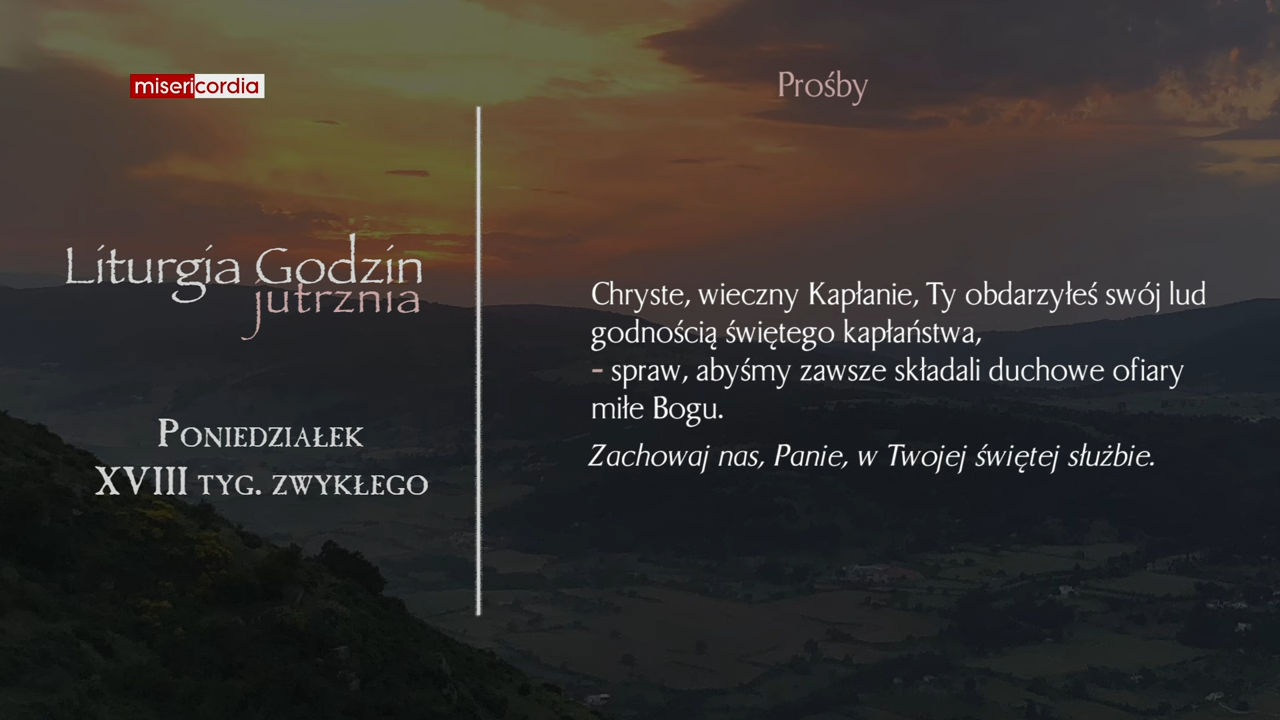 misericordia
Liturgia Godzin
jutrznia
Poniedziałek
XVIII tyg. zwykłego
Prośby
Chryste, wieczny Kapłanie, Ty obdarzyłeś swój lud
godnością świętego kapłaństwa,
- spraw, abyśmy zawsze składali duchowe ofiary
miłe Bogu.
Zachowaj nas, Panie, w Twojej świętej służbie.